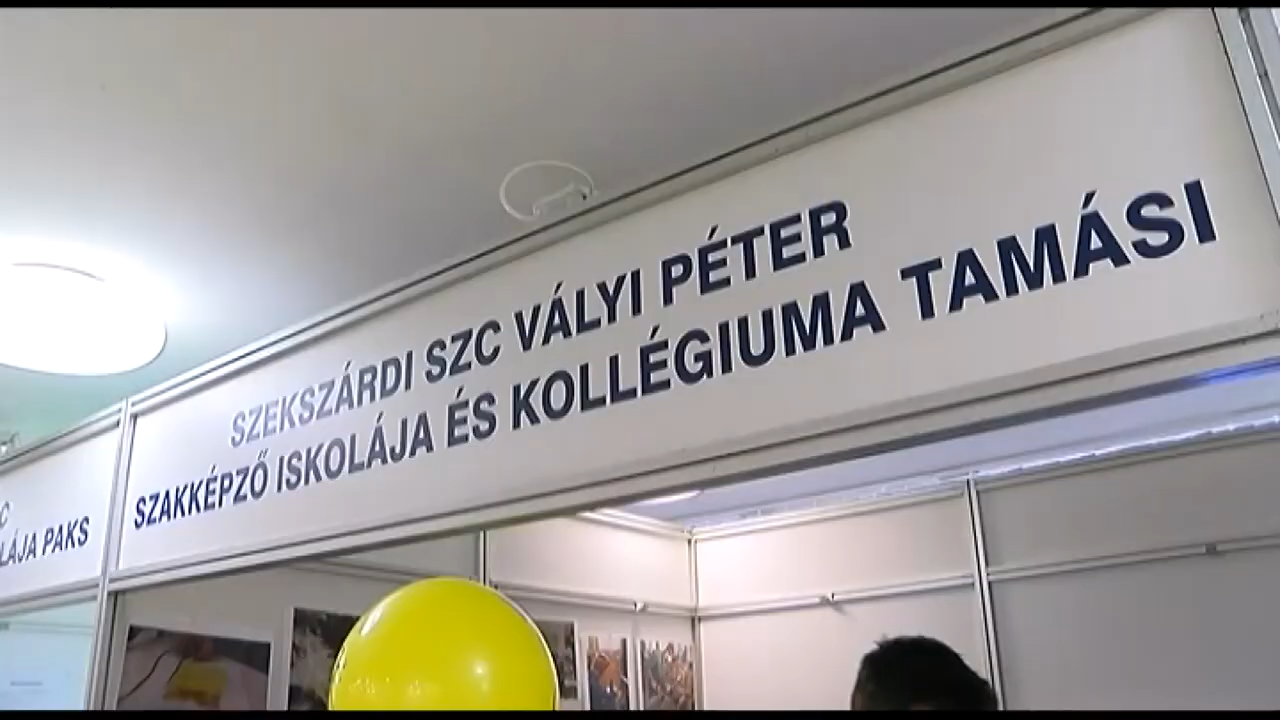 SZEKSZÁRDI SZC VÁLYI PÉTER
SZAKKÉPZŐ ISKOLÁJA ÉS KOLLÉGIUMA TAMÁSI
C
LÁJA PAKS